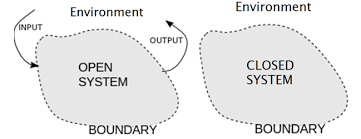 Environment
INPUT
OUTPUT
OPEN
SYSTEM
BOUNDARY
Environment
CLOSED
SYSTEM
BOUNDARY